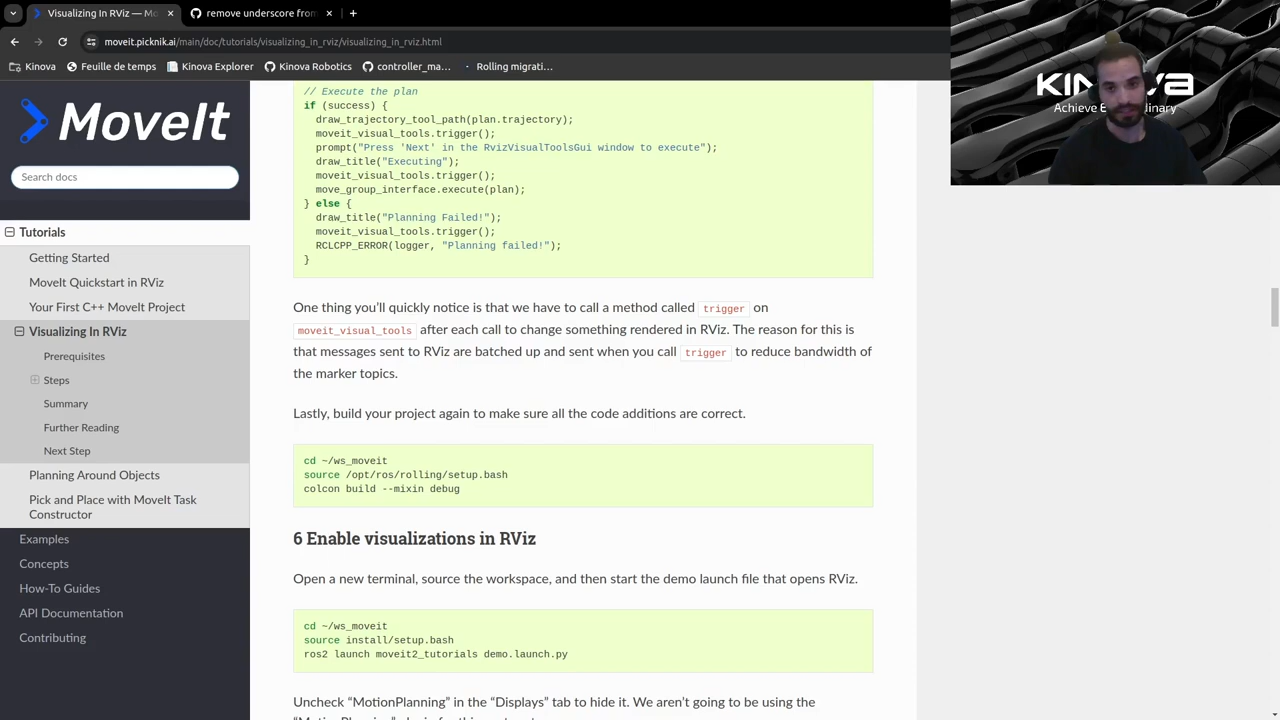 Visualizing In RViz — Mo
remove underscore from
moveit.picknik.ai/main/doc/tutorials/visualizing_in_rviz/visualizing_in_rviz.html
Kinova
Feuille de temps
Kinova Explorer
Kinova Robotics
controller_ma…
Rolling migrati…
MoveIt
Search docs
Tutorials
Getting Started
MoveIt Quickstart in RViz
Your First C++ MoveIt Project
Visualizing In RViz
Prerequisites
Steps
Summary
Further Reading
Next Step
Planning Around Objects
Pick and Place with MoveIt Task
Constructor
Examples
Concepts
How-To Guides
API Documentation
Contributing
// Execute the plan
if (success) {
draw_trajectory_tool_path(plan.trajectory);
moveit_visual_tools.trigger();
prompt("Press 'Next' in the RvizVisualToolsGui window to execute");
draw_title("Executing");
moveit_visual_tools.trigger();
move_group_interface.execute(plan);
} else {
draw_title("Planning Failed!");
moveit_visual_tools.trigger();
RCLCPP_ERROR(logger, "Planning failed!");
}
One thing you’ll quickly notice is that we have to call a method called trigger on
moveit_visual_tools after each call to change something rendered in RViz. The reason for this is
that messages sent to RViz are batched up and sent when you call trigger to reduce bandwidth of
the marker topics.
Lastly, build your project again to make sure all the code additions are correct.
cd ~/ws_moveit
source /opt/ros/rolling/setup.bash
colcon build --mixin debug
6 Enable visualizations in RViz
Open a new terminal, source the workspace, and then start the demo launch file that opens RViz.
cd ~/ws_moveit
source install/setup.bash
ros2 launch moveit2_tutorials demo.launch.py
Uncheck “MotionPlanning” in the “Displays” tab to hide it. We aren’t going to be using the